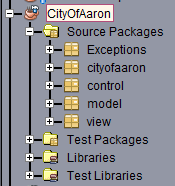 CityOfAaron
Source Packages
Exceptions
cityofaaron
control
model
view
Test Packages
Libraries
Test Libraries